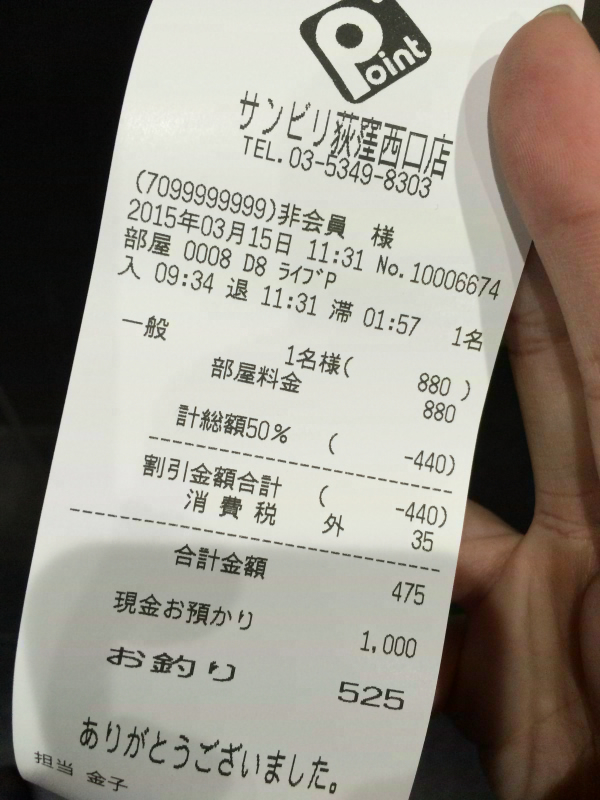 Point
サンビリ荻窪西口店
TEL.03-5349-8303
(7099999999)非会員 様
2015年03月15日 11:31 No.10006674
部屋 0008 D8 ライブP
入 09:34 退 11:31 滞 01:57 1名
一般
1名様( 880 )
部屋料金 880
計総額50% ( -440)
割引金額合計 ( -440)
消費税 外 35
合計金額 475
現金お預かり 1,000
お釣り 525
ありがとうございました。
担当 金子